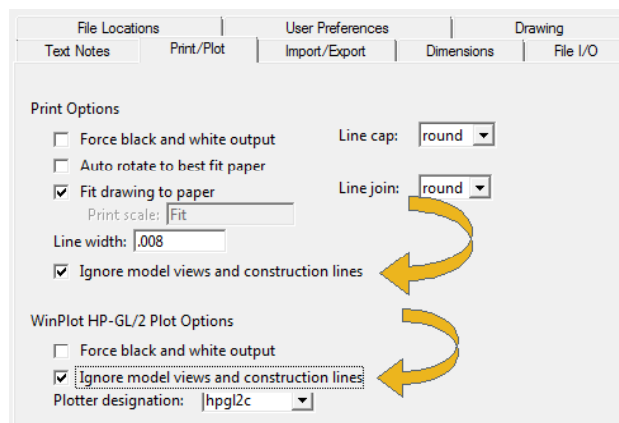 File Locations User Preferences Drawing
Text Notes Print/Plot Import/Export Dimensions File I/O
Print Options
Force black and white output Line cap: round
Auto rotate to best fit paper
Fit drawing to paper Line join: round
Print scale: Fit
Line width: .008
Ignore model views and construction lines
WinPlot HP-GL/2 Plot Options
Force black and white output
Ignore model views and construction lines
Plotter designation: hpgl2c